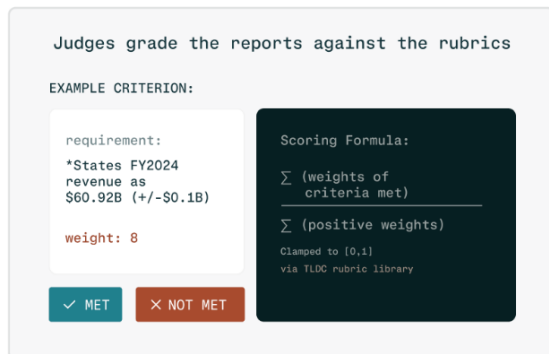 Judges grade the reports against the rubrics
EXAMPLE CRITERION:
requirement:
*States FY2024
revenue as
$60.92B (+/-$0.1B)
weight: 8
✓ MET
✕ NOT MET
Scoring Formula:
∑ (weights of
criteria met)
∑ (positive weights)
Clamped to [0,1]
via TLDC rubric library